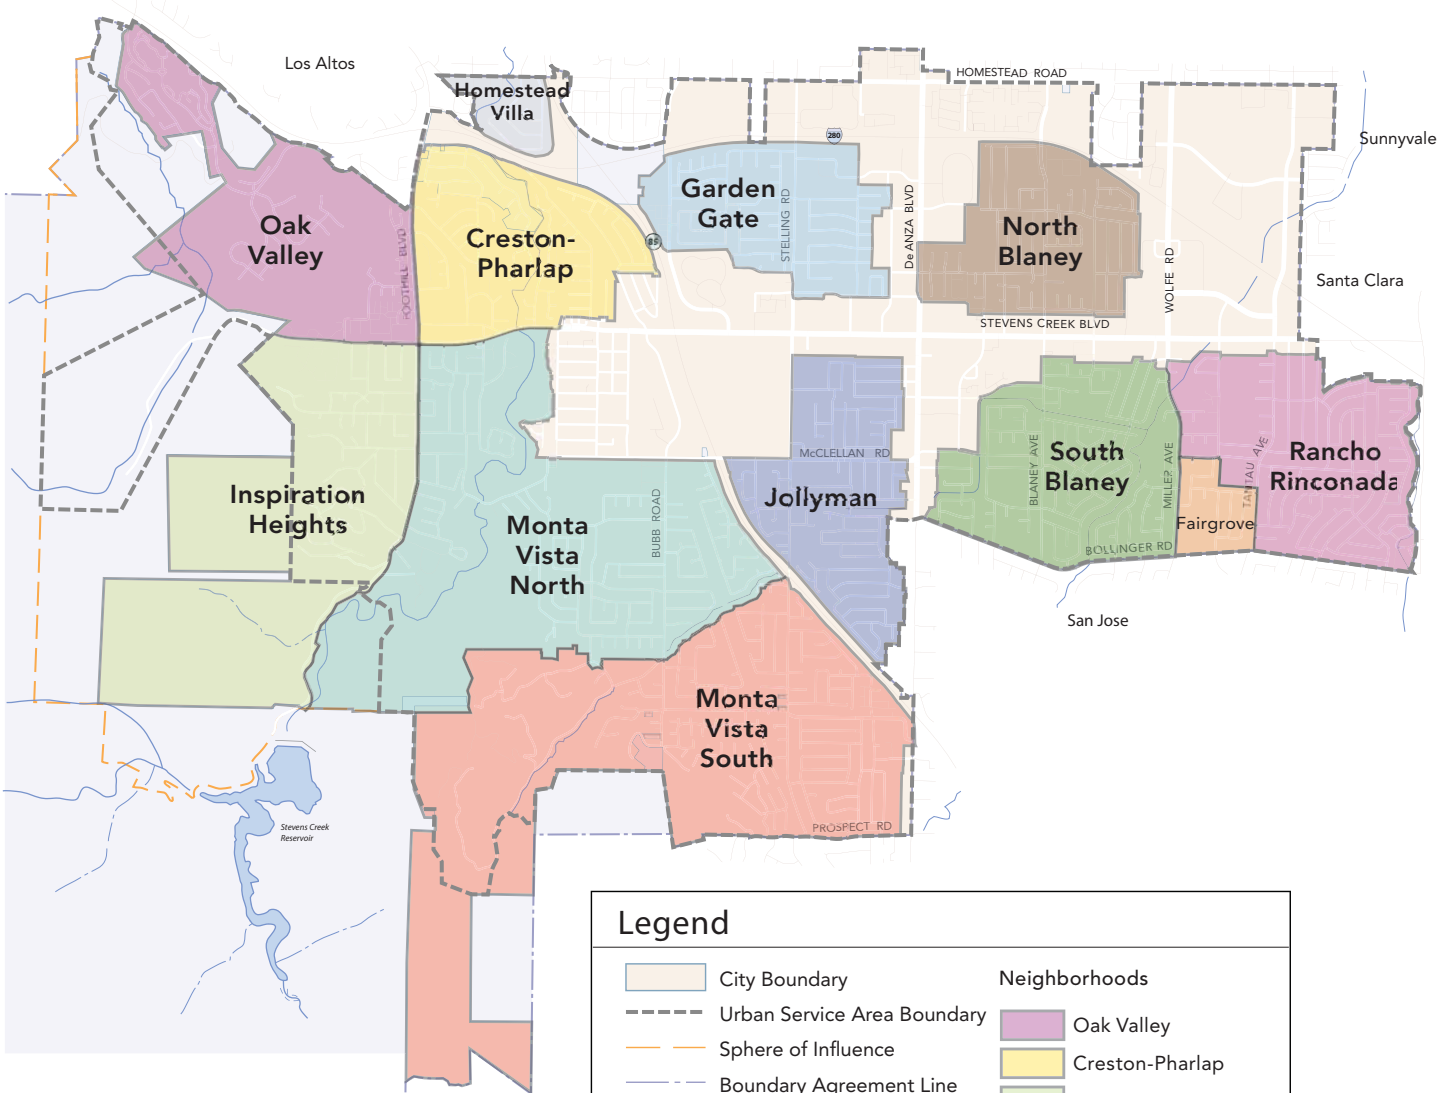 Los Altos
HOMESTEAD ROAD
Homestead
Villa
280
Sunnyvale
Garden
Gate
STELLING RD
De ANZA BLVD
Oak
Valley
FOOTHILL BLVD
Creston-
Pharlap
85
North
Blaney
WOLFE RD
Santa Clara
STEVENS CREEK BLVD
McCLELLAN RD
BLANEY AVE
South
Blaney
MILLER AVE
TANTAU AVE
Rancho
Rinconada
Inspiration
Heights
Jollyman
Fairgrove
Monta
Vista
North
BUBB ROAD
BOLLINGER RD
San Jose
Monta
Vista
South
PROSPECT RD
Stevens Creek
Reservoir
Legend
City Boundary
Urban Service Area Boundary
Sphere of Influence
Boundary Agreement Line
Neighborhoods
Oak Valley
Creston-Pharlap